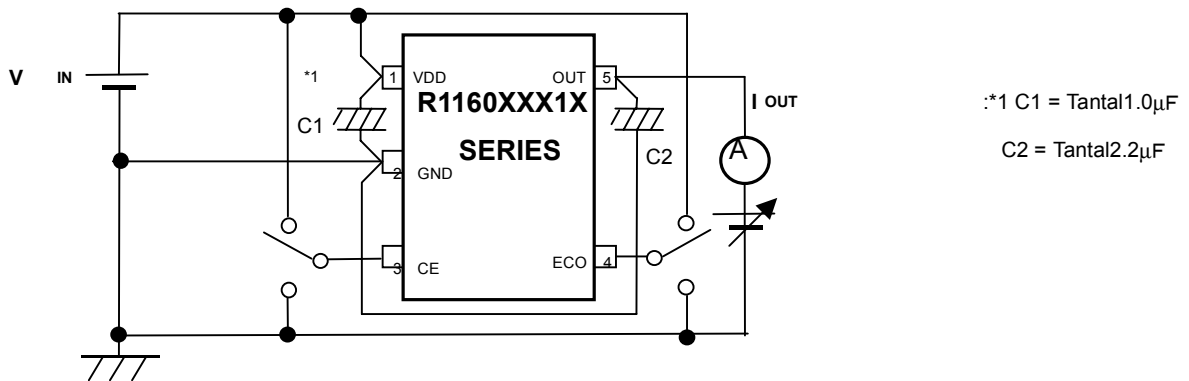 V IN
*1
C1
1 VDD
OUT 5
R1160XXX1X
SERIES
2 GND
C2
3 CE
ECO 4
I OUT
A
:*1 C1 = Tantal1.0μF
C2 = Tantal2.2μF